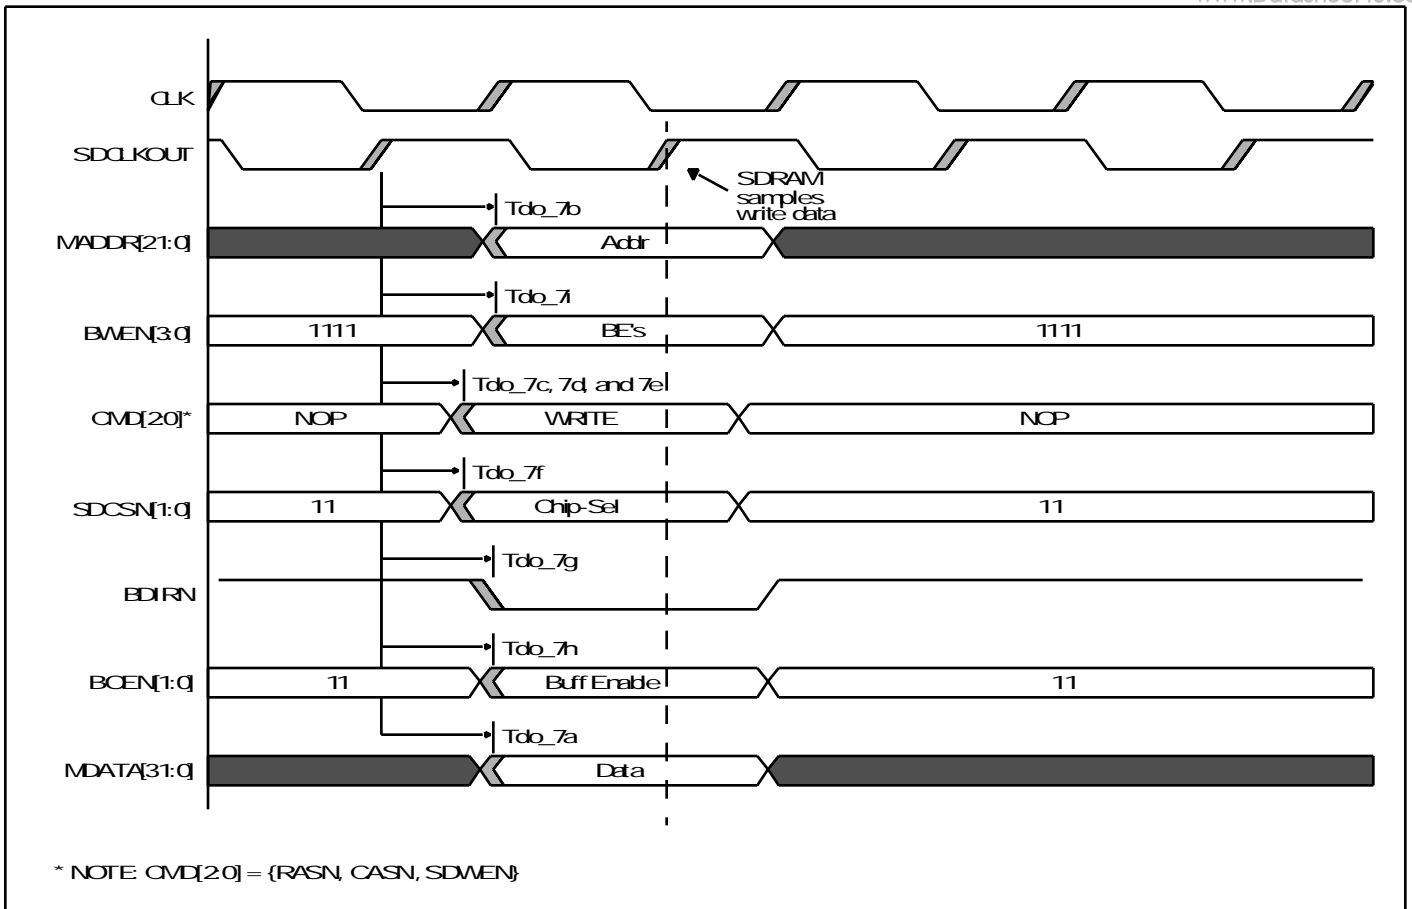 CLK
SDCLKOUT
SDRAM
samples
write data
Tdo_7b
MADDR[21:0]
Addr
Tdo_7i
BWEN[3:0]
1111
BE's
1111
Tdo_7c, 7d, and 7e
CMD[2:0]*
NOP
WRITE
NOP
Tdo_7f
SDCSN[1:0]
11
Chip-Sel
11
Tdo_7g
BDIRN
Tdo_7h
BOEN[1:0]
11
Buff Enable
11
Tdo_7a
MDATA[31:0]
Data
* NOTE: CMD[2:0] = {RASN, CASN, SDWEN}